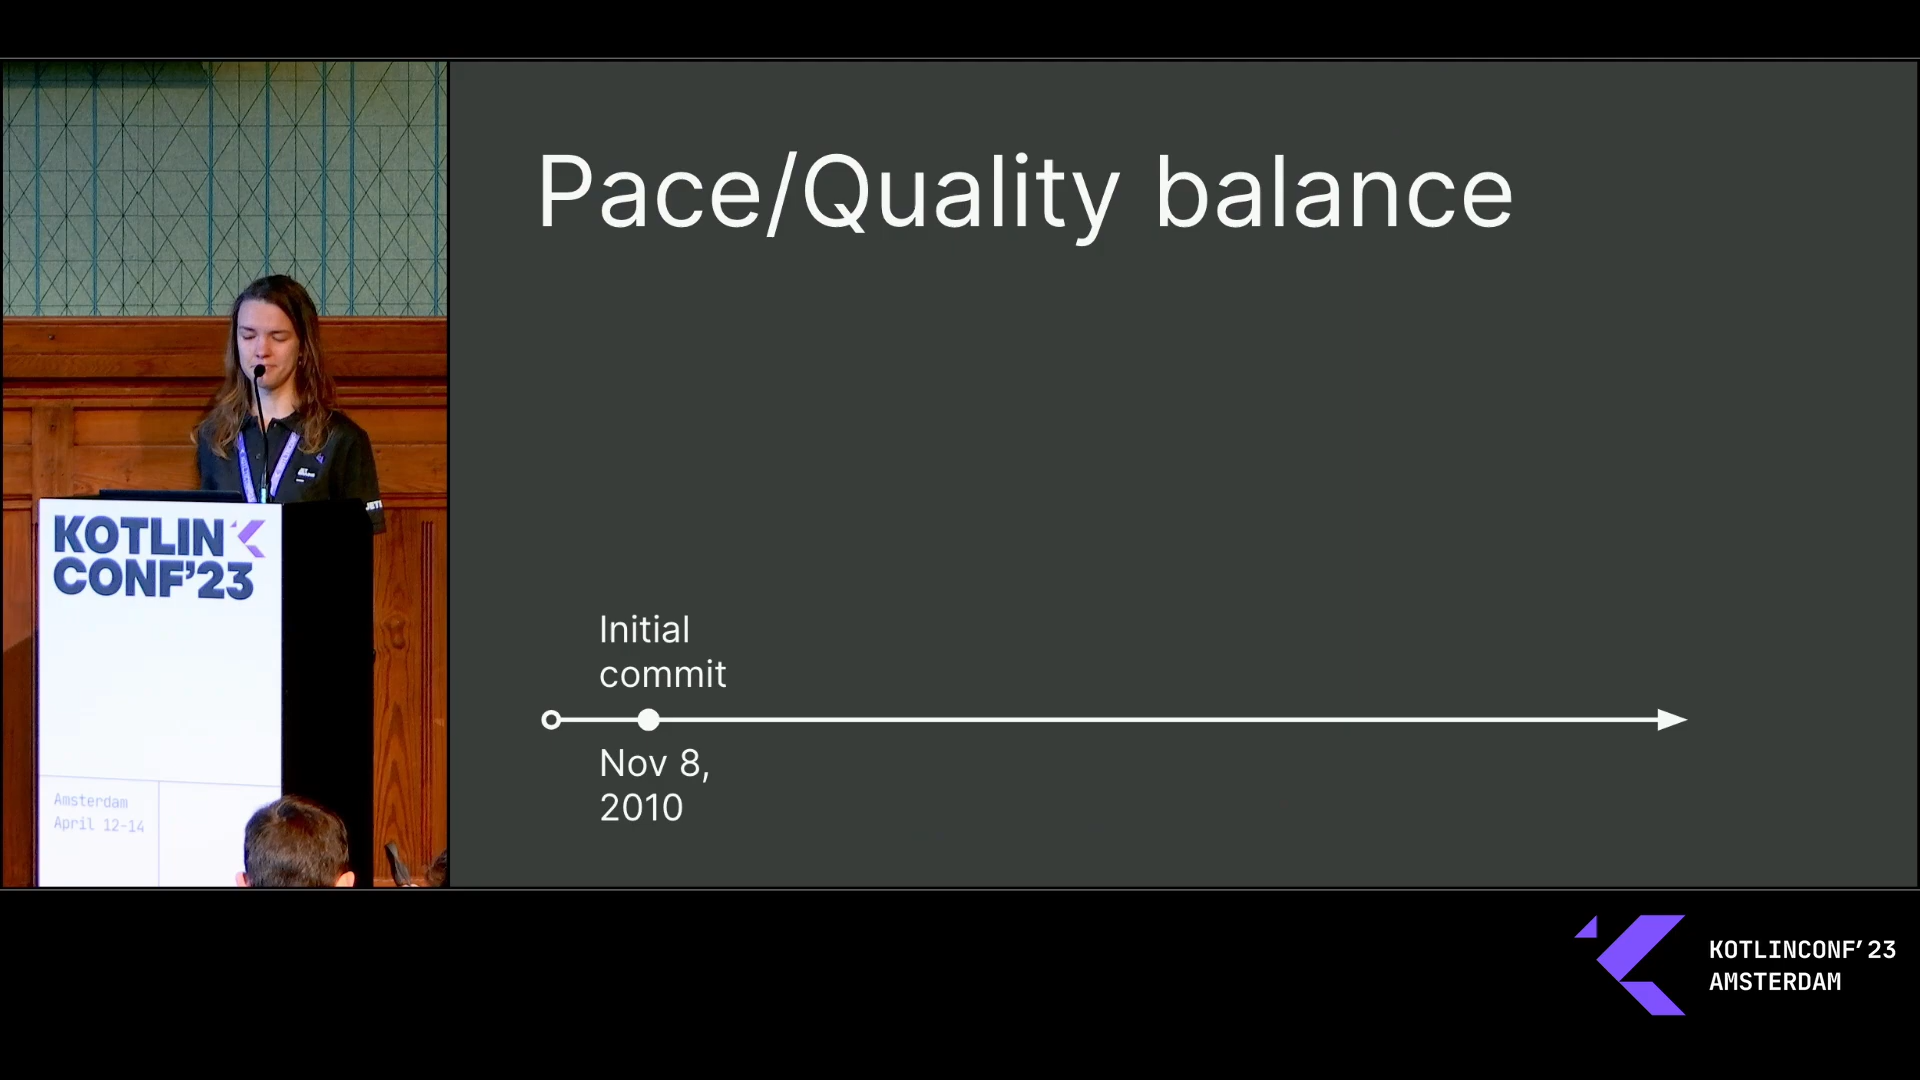 Pace/Quality balance
Initial
commit
Nov 8,
2010
KOTLIN
CONF’23
Amsterdam
April 12-14
KOTLINCONF’23
AMSTERDAM